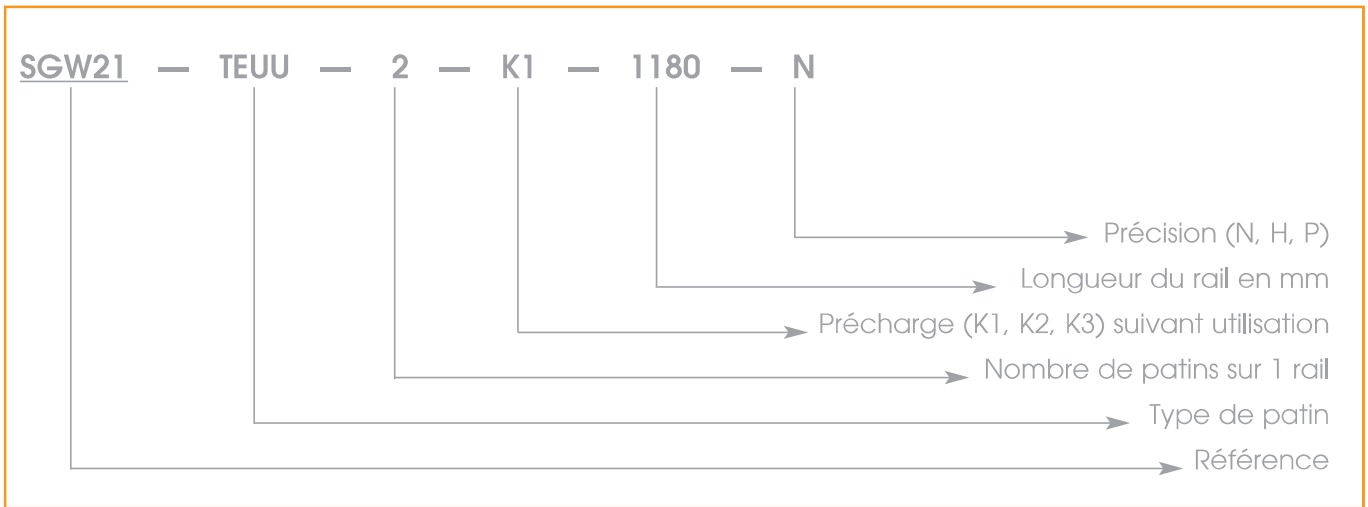 SGW21 — TEUU — 2 — K1 — 1180 — N
Précision (N, H, P)
Longueur du rail en mm
Précharge (K1, K2, K3) suivant utilisation
Nombre de patins sur 1 rail
Type de patin
Référence